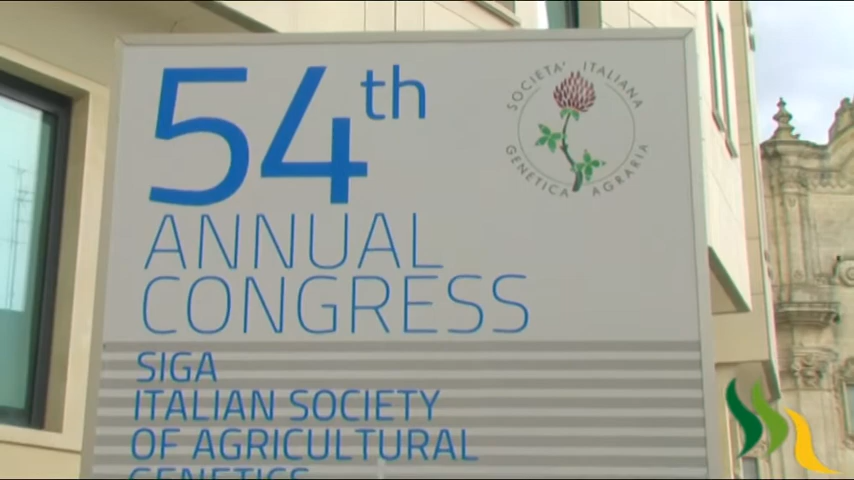 54th
ANNUAL
CONGRESS
SOCIETA' ITALIANA
GENETICA AGRARIA
SIGA
ITALIAN SOCIETY
OF AGRICULTURAL
GENETICS